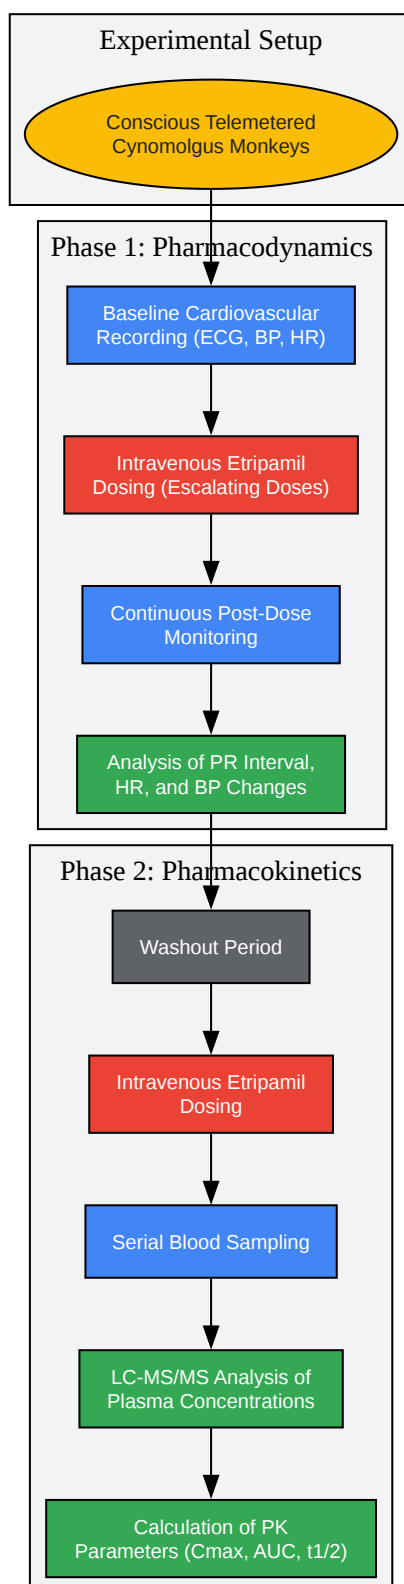 Experimental Setup
Conscious Telemetered
Cynomolgus Monkeys
Phase 1: Pharmacodynamics
Baseline Cardiovascular
Recording (ECG, BP, HR)
Intravenous Etripamil
Dosing (Escalating Doses)
Continuous Post-Dose
Monitoring
Analysis of PR Interval,
HR, and BP Changes
Phase 2: Pharmacokinetics
Washout Period
Intravenous Etripamil
Dosing
Serial Blood Sampling
LC-MS/MS Analysis of
Plasma Concentrations
Calculation of PK
Parameters (Cmax, AUC, t1/2)